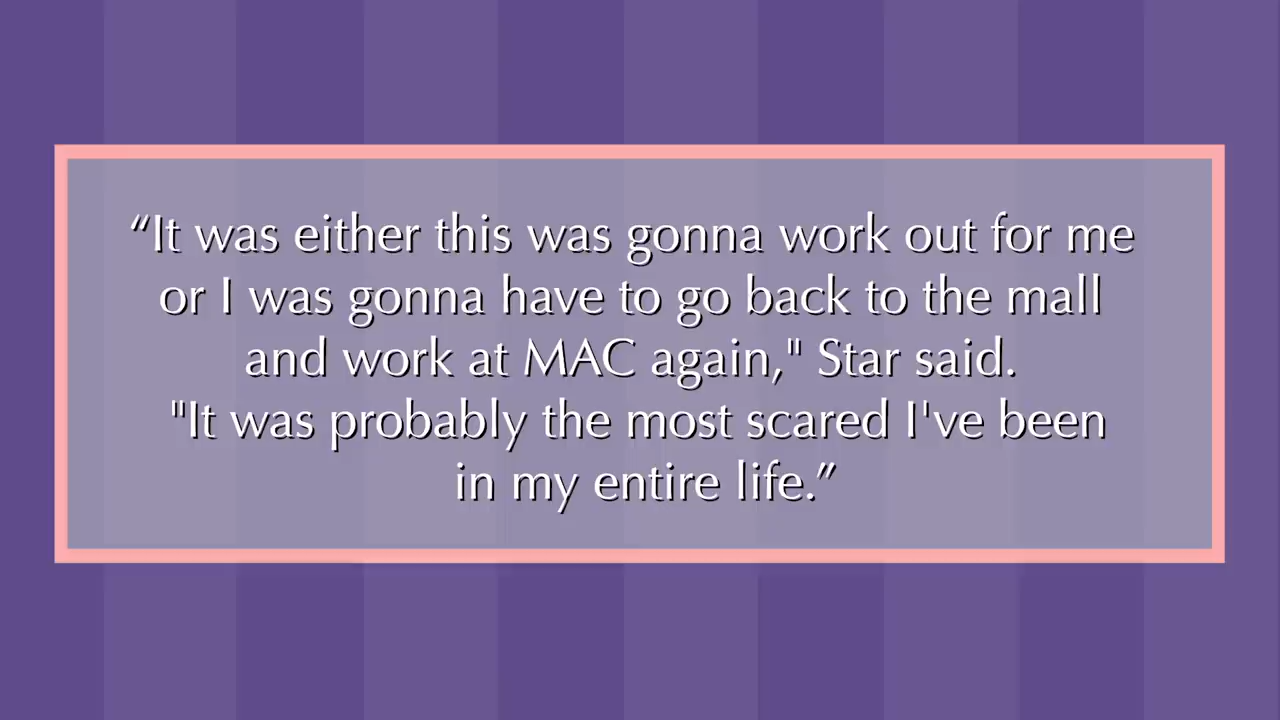 “It was either this was gonna work out for me
or I was gonna have to go back to the mall
and work at MAC again," Star said.
"It was probably the most scared I've been
in my entire life.”